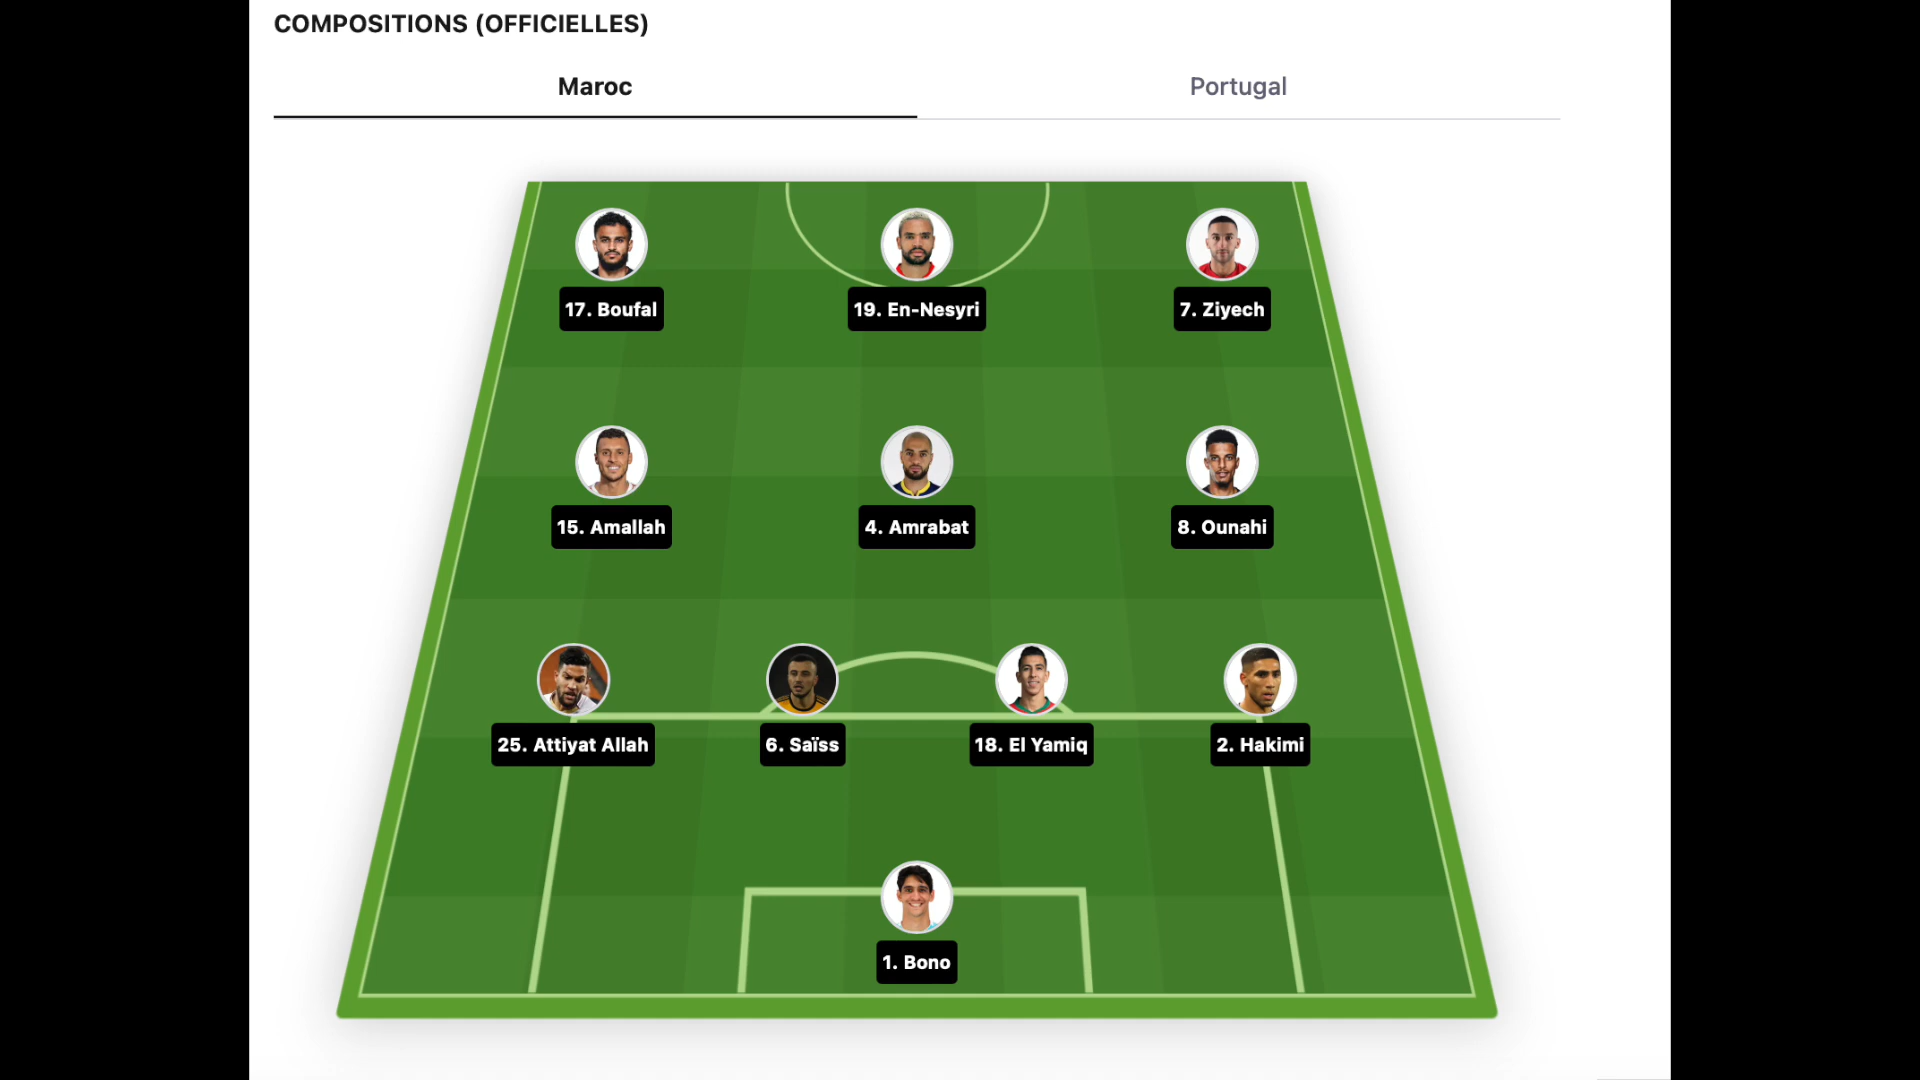 COMPOSITIONS (OFFICIELLES)
Maroc
Portugal
17. Boufal
19. En-Nesyri
7. Ziyech
15. Amallah
4. Amrabat
8. Ounahi
25. Attiyat Allah
6. Saïss
18. El Yamiq
2. Hakimi
1. Bono